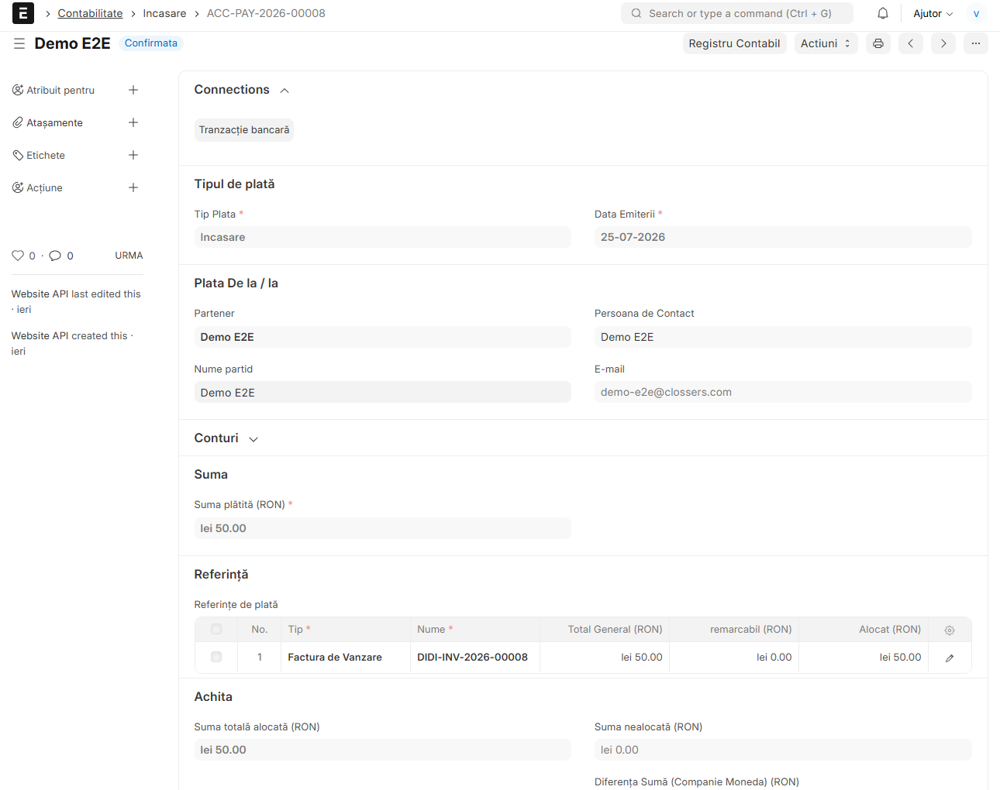 E
Contabilitate
Incasare
ACC-PAY-2026-00008
Search or type a command (Ctrl + G)
Ajutor
v
Demo E2E
Confirmata
Registru Contabil
Actiuni
Atribuit pentru
Atașamente
Etichete
Acțiune
0 · 0
URMA
Website API last edited this
· ieri
Website API created this ·
ieri
Connections
Tranzacție bancară
Tipul de plată
Tip Plata *
Data Emiterii *
Incasare
25-07-2026
Plata De la / la
Partener
Persoana de Contact
Demo E2E
Demo E2E
Nume partid
E-mail
Demo E2E
demo-e2e@clossers.com
Conturi
Suma
Suma plătită (RON) *
lei 50.00
Referință
Referințe de plată
No. Tip * Nume * Total General (RON) remarcabil (RON) Alocat (RON)
1 Factura de Vanzare DIDI-INV-2026-00008 lei 50.00 lei 0.00 lei 50.00
Achita
Suma totală alocată (RON)
Suma nealocată (RON)
lei 50.00
lei 0.00
Diferența Sumă (Companie Moneda) (RON)